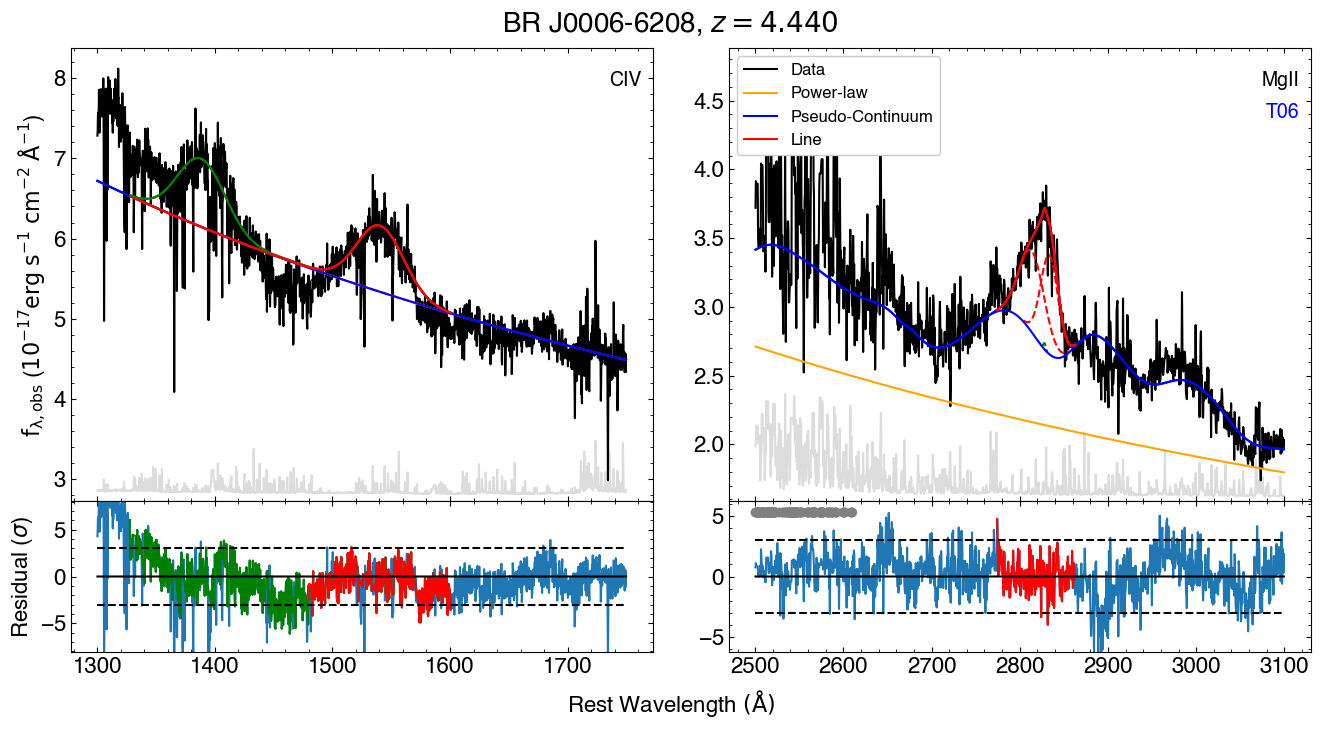 BR J0006-6208, z = 4.440
CIV
8
7
6
5
4
3
f_{λ,obs} (10^{−17}erg s^{−1} cm^{−2} Å^{−1})
Data
Power-law
Pseudo-Continuum
Line
MgII
T06
4.5
4.0
3.5
3.0
2.5
2.0
5
0
−5
Residual (σ)
5
0
−5
1300 1400 1500 1600 1700
2500 2600 2700 2800 2900 3000 3100
Rest Wavelength (Å)